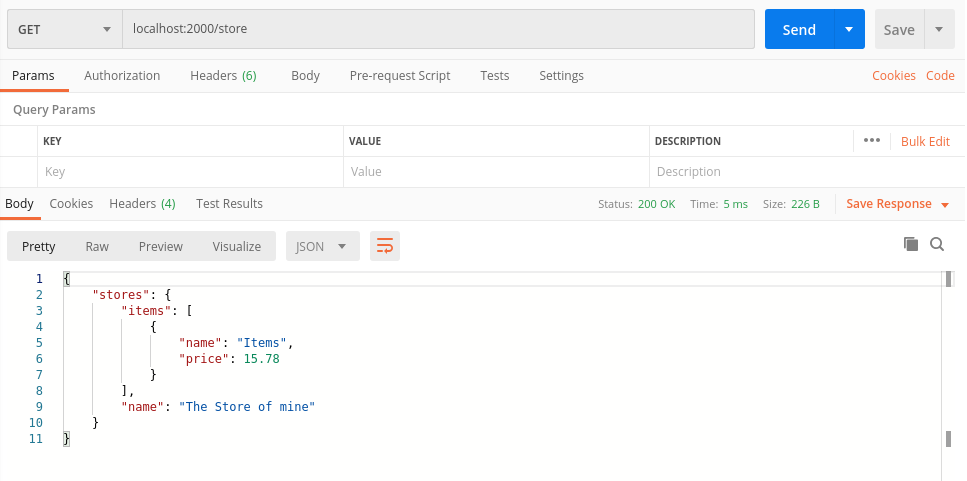 GET localhost:2000/store Send Save
Params Authorization Headers (6) Body Pre-request Script Tests Settings Cookies Code
Query Params
KEY VALUE DESCRIPTION ••• Bulk Edit
Key Value Description
Body Cookies Headers (4) Test Results Status: 200 OK Time: 5 ms Size: 226 B Save Response
Pretty Raw Preview Visualize JSON
1 {
2 "stores": {
3 "items": [
4 {
5 "name": "Items",
6 "price": 15.78
7 }
8 ],
9 "name": "The Store of mine"
10 }
11 }